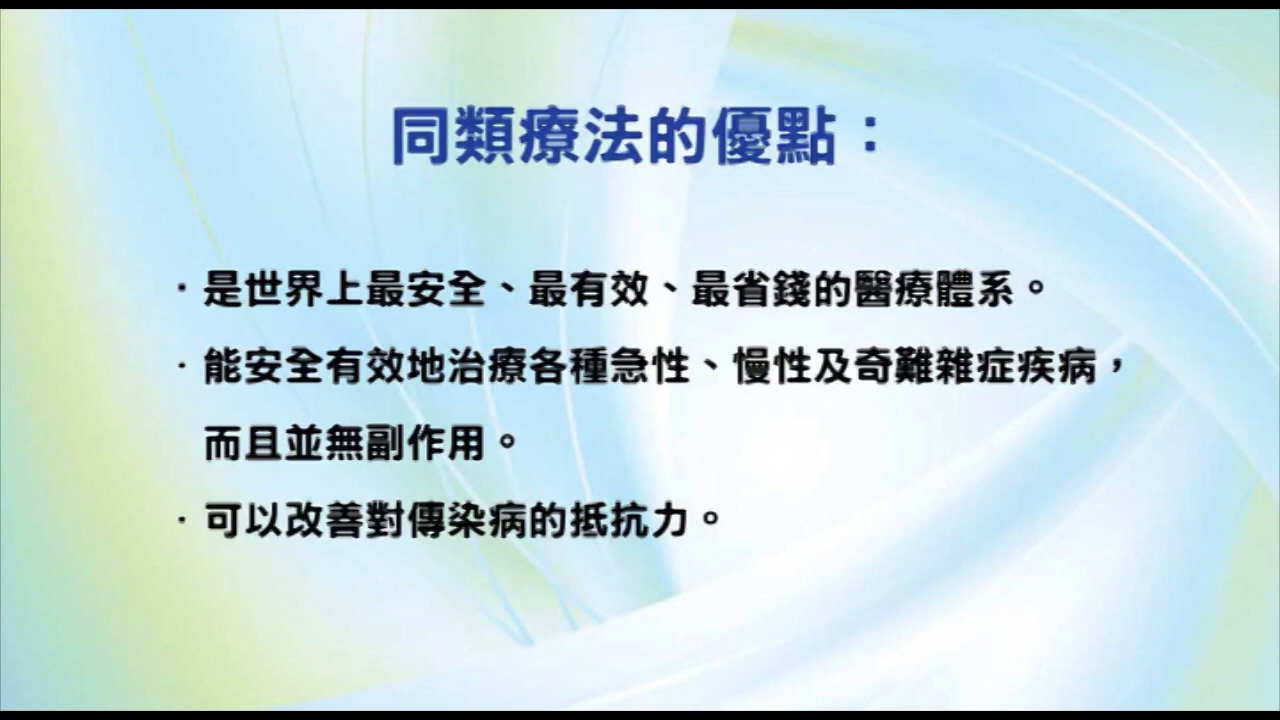 同類療法的優點：
· 是世界上最安全、最有效、最省錢的醫療體系。
· 能安全有效地治療各種急性、慢性及奇難雜症疾病，
而且並無副作用。
· 可以改善對傳染病的抵抗力。